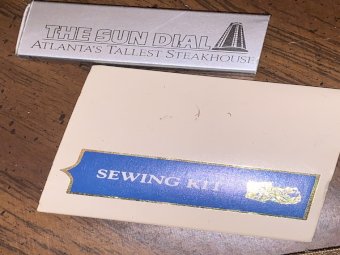 THE SUN DIAL
ATLANTA'S TALLEST STEAKHOUSE
SEWING KIT